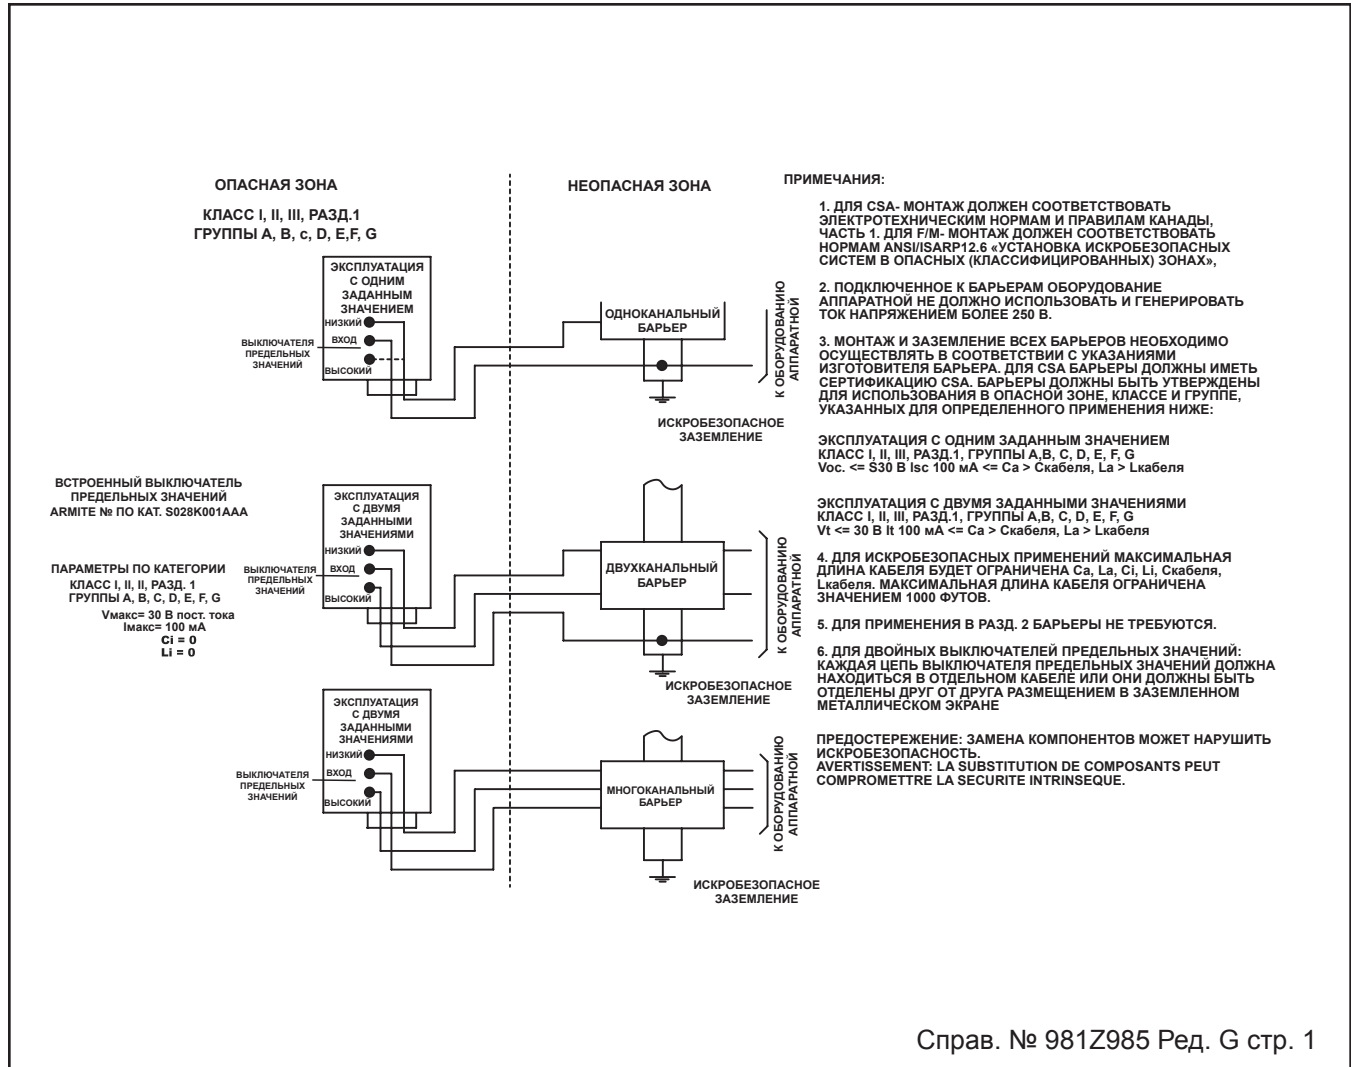 ОПАСНАЯ ЗОНА
КЛАСС I, II, III, РАЗД.1
ГРУППЫ A, B, c, D, E,F, G
НЕОПАСНАЯ ЗОНА
ЭКСПЛУАТАЦИЯ
С ОДНИМ
ЗАДАННЫМ
ЗНАЧЕНИЕМ
НИЗКИЙ
ВХОД
ВЫСОКИЙ
ВЫКЛЮЧАТЕЛЯ
ПРЕДЕЛЬНЫХ
ЗНАЧЕНИЙ
ОДНОКАНАЛЬНЫЙ
БАРЬЕР
К ОБОРУДОВАНИЮ
АППАРАТНОЙ
ИСКРОБЕЗОПАСНОЕ
ЗАЗЕМЛЕНИЕ
ВСТРОЕННЫЙ ВЫКЛЮЧАТЕЛЬ
ПРЕДЕЛЬНЫХ ЗНАЧЕНИЙ
ARMITE № ПО КАТ. S028K001AAA
ПАРАМЕТРЫ ПО КАТЕГОРИИ
КЛАСС I, II, II, РАЗД. 1
ГРУППЫ A, B, C, D, E, F, G
Vмакс= 30 В пост. тока
Iмакс= 100 мА
Ci = 0
Li = 0
ЭКСПЛУАТАЦИЯ
С ДВУМЯ
ЗАДАННЫМИ
ЗНАЧЕНИЯМИ
НИЗКИЙ
ВХОД
ВЫСОКИЙ
ВЫКЛЮЧАТЕЛЯ
ПРЕДЕЛЬНЫХ
ЗНАЧЕНИЙ
ДВУХКАНАЛЬНЫЙ
БАРЬЕР
К ОБОРУДОВАНИЮ
АППАРАТНОЙ
ИСКРОБЕЗОПАСНОЕ
ЗАЗЕМЛЕНИЕ
ЭКСПЛУАТАЦИЯ
С ДВУМЯ
ЗАДАННЫМИ
ЗНАЧЕНИЯМИ
НИЗКИЙ
ВХОД
ВЫСОКИЙ
ВЫКЛЮЧАТЕЛЯ
ПРЕДЕЛЬНЫХ
ЗНАЧЕНИЙ
МНОГОКАНАЛЬНЫЙ
БАРЬЕР
К ОБОРУДОВАНИЮ
АППАРАТНОЙ
ИСКРОБЕЗОПАСНОЕ
ЗАЗЕМЛЕНИЕ
ПРИМЕЧАНИЯ:
1. ДЛЯ CSA- МОНТАЖ ДОЛЖЕН СООТВЕТСТВОВАТЬ
ЭЛЕКТРОТЕХНИЧЕСКИМ НОРМАМ И ПРАВИЛАМ КАНАДЫ,
ЧАСТЬ 1. ДЛЯ F/M- МОНТАЖ ДОЛЖЕН СООТВЕТСТВОВАТЬ
НОРМАМ ANSI/ISARP12.6 «УСТАНОВКА ИСКРОБЕЗОПАСНЫХ
СИСТЕМ В ОПАСНЫХ (КЛАССИФИЦИРОВАННЫХ) ЗОНАХ»,
2. ПОДКЛЮЧЕННОЕ К БАРЬЕРАМ ОБОРУДОВАНИЕ
АППАРАТНОЙ НЕ ДОЛЖНО ИСПОЛЬЗОВАТЬ И ГЕНЕРИРОВАТЬ
ТОК НАПРЯЖЕНИЕМ БОЛЕЕ 250 В.
3. МОНТАЖ И ЗАЗЕМЛЕНИЕ ВСЕХ БАРЬЕРОВ НЕОБХОДИМО
ОСУЩЕСТВЛЯТЬ В СООТВЕТСТВИИ С УКАЗАНИЯМИ
ИЗГОТОВИТЕЛЯ БАРЬЕРА. ДЛЯ CSA БАРЬЕРЫ ДОЛЖНЫ ИМЕТЬ
СЕРТИФИКАЦИЮ CSA. БАРЬЕРЫ ДОЛЖНЫ БЫТЬ УТВЕРЖДЕНЫ
ДЛЯ ИСПОЛЬЗОВАНИЯ В ОПАСНОЙ ЗОНЕ, КЛАССЕ И ГРУППЕ,
УКАЗАННЫХ ДЛЯ ОПРЕДЕЛЕННОГО ПРИМЕНЕНИЯ НИЖЕ:
ЭКСПЛУАТАЦИЯ С ОДНИМ ЗАДАННЫМ ЗНАЧЕНИЕМ
КЛАСС I, II, III, РАЗД.1, ГРУППЫ A,B, C, D, E, F, G
Voc. <= S30 В Isc 100 мА <= Ca > Cкабеля, La > Lкабеля
ЭКСПЛУАТАЦИЯ С ДВУМЯ ЗАДАННЫМИ ЗНАЧЕНИЯМИ
КЛАСС I, II, III, РАЗД.1, ГРУППЫ A,B, C, D, E, F, G
Vt <= 30 В It 100 мА <= Ca > Cкабеля, La > Lкабеля
4. ДЛЯ ИСКРОБЕЗОПАСНЫХ ПРИМЕНЕНИЙ МАКСИМАЛЬНАЯ
ДЛИНА КАБЕЛЯ БУДЕТ ОГРАНИЧЕНА Ca, La, Ci, Li, Cкабеля,
Lкабеля. МАКСИМАЛЬНАЯ ДЛИНА КАБЕЛЯ ОГРАНИЧЕНА
ЗНАЧЕНИЕМ 1000 ФУТОВ.
5. ДЛЯ ПРИМЕНЕНИЯ В РАЗД. 2 БАРЬЕРЫ НЕ ТРЕБУЮТСЯ.
6. ДЛЯ ДВОЙНЫХ ВЫКЛЮЧАТЕЛЕЙ ПРЕДЕЛЬНЫХ ЗНАЧЕНИЙ:
КАЖДАЯ ЦЕПЬ ВЫКЛЮЧАТЕЛЯ ПРЕДЕЛЬНЫХ ЗНАЧЕНИЙ ДОЛЖНА
НАХОДИТЬСЯ В ОТДЕЛЬНОМ КАБЕЛЕ ИЛИ ОНИ ДОЛЖНЫ БЫТЬ
ОТДЕЛЕНЫ ДРУГ ОТ ДРУГА РАЗМЕЩЕНИЕМ В ЗАЗЕМЛЕННОМ
МЕТАЛЛИЧЕСКОМ ЭКРАНЕ
ПРЕДОСТЕРЕЖЕНИЕ: ЗАМЕНА КОМПОНЕНТОВ МОЖЕТ НАРУШИТЬ
ИСКРОБЕЗОПАСНОСТЬ.
AVERTISSEMENT: LA SUBSTITUTION DE COMPOSANTS PEUT
COMPROMETTRE LA SECURITE INTRINSEQUE.
Справ. № 981Z985 Ред. G стр. 1